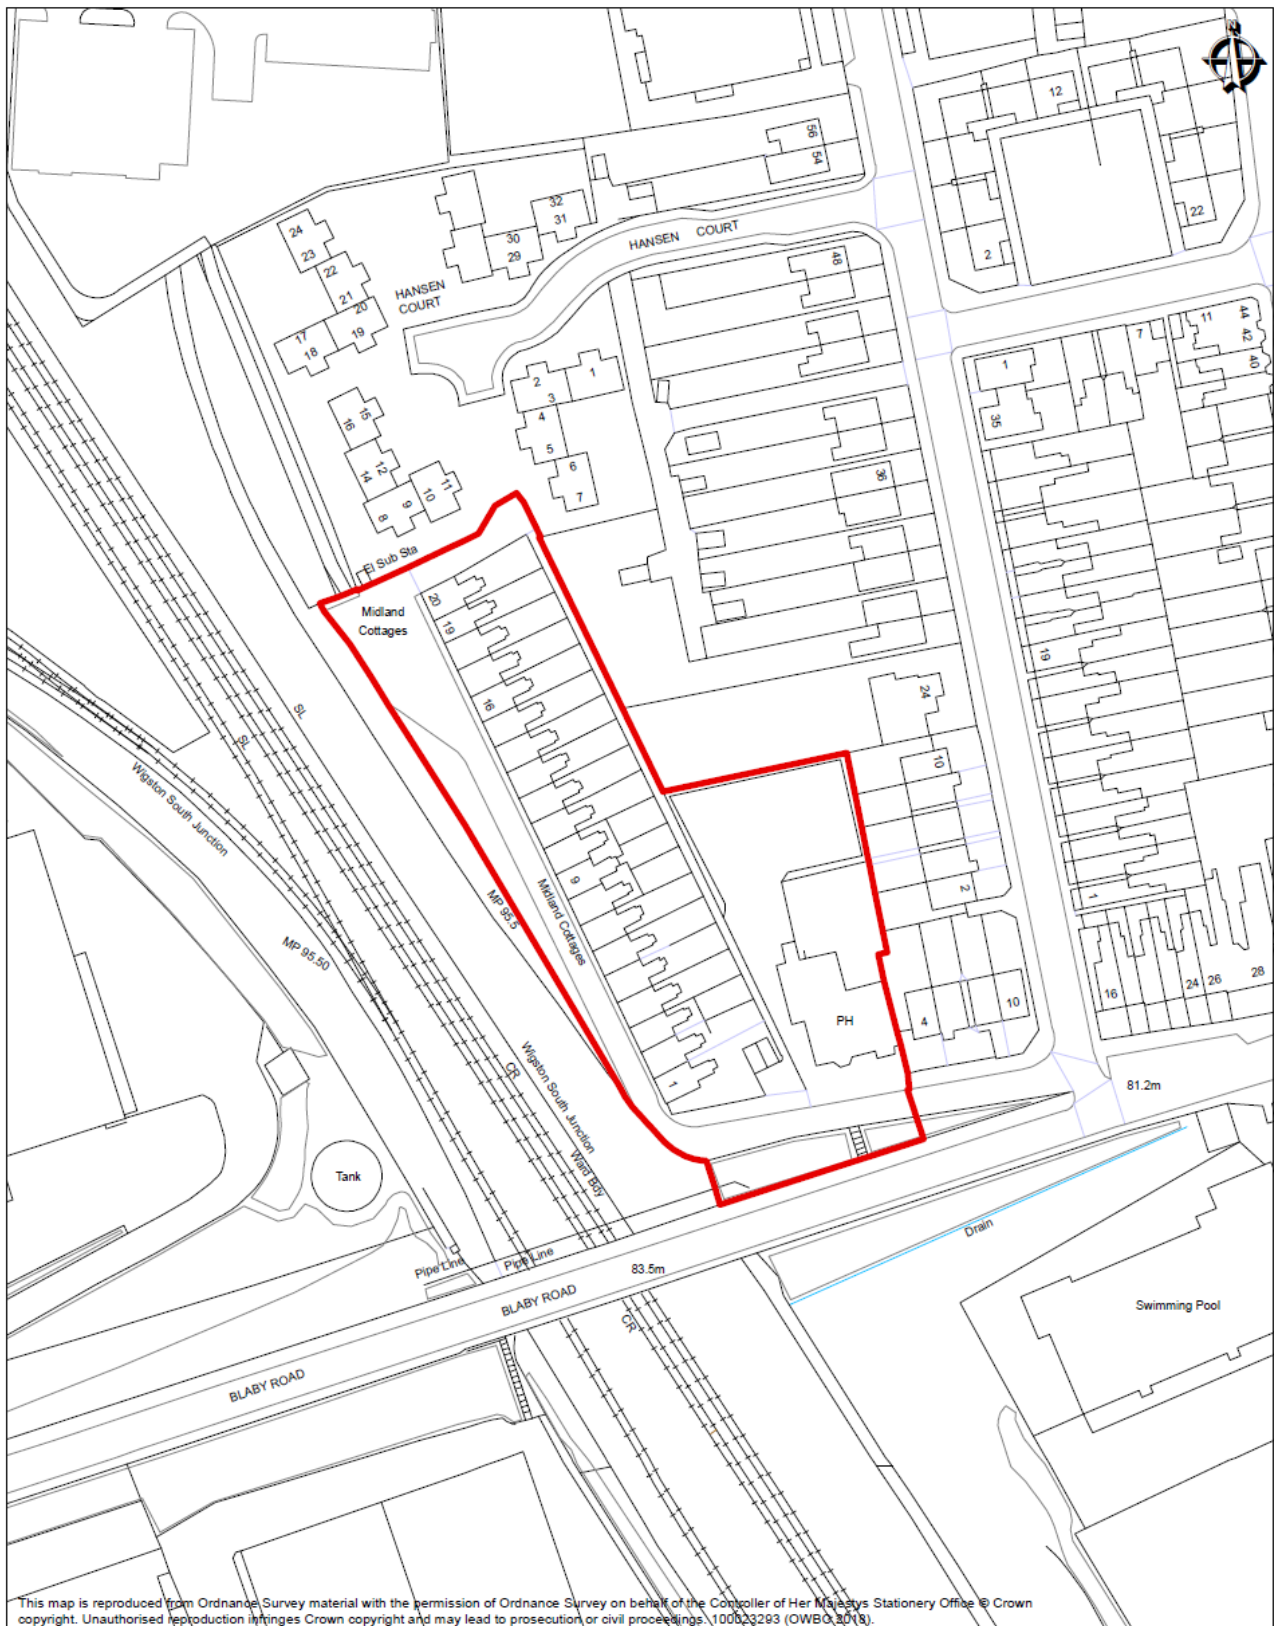 N
12
56
54
22
2
32
31
30
29
HANSEN COURT
24
23
22
21
20
19
17
18
HANSEN
COURT
48
11
44
42
40
7
1
35
2
1
3
4
5
6
7
15
16
12
14
11
10
9
8
36
El Sub Sta
Midland
Cottages
20
19
16
19
24
10
SL
SL
Wigston South Junction
9
2
1
MP 95.5
Midland Cottages
MP 95.50
16
24
26
28
10
4
PH
1
81.2m
CR
Wigston South Junction
Ward Bdy
Tank
Drain
Pipe Line
Pipe Line
83.5m
BLABY ROAD
CR
Swimming Pool
BLABY ROAD
This map is reproduced from Ordnance Survey material with the permission of Ordnance Survey on behalf of the Controller of Her Majestys Stationery Office © Crown
copyright. Unauthorised reproduction infringes Crown copyright and may lead to prosecution or civil proceedings. 100023293 (OWBC 2018).